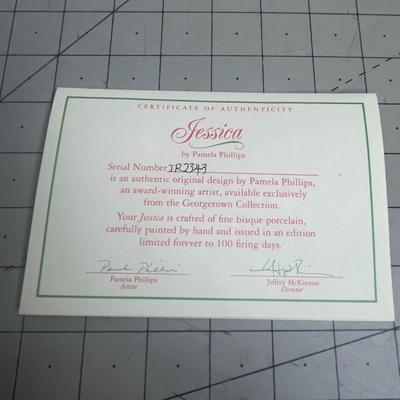 CERTIFICATE OF AUTHENTICITY
Jessica
by Pamela Phillips
Serial Number IR2343
is an authentic original design by Pamela Phillips,
an award-winning artist, available exclusively
from the Georgetown Collection.
Your Jessica is crafted of fine bisque porcelain,
carefully painted by hand and issued in an edition
limited forever to 100 firing days.
Pamela Phillips
Artist
Jeffrey McKinnon
Director